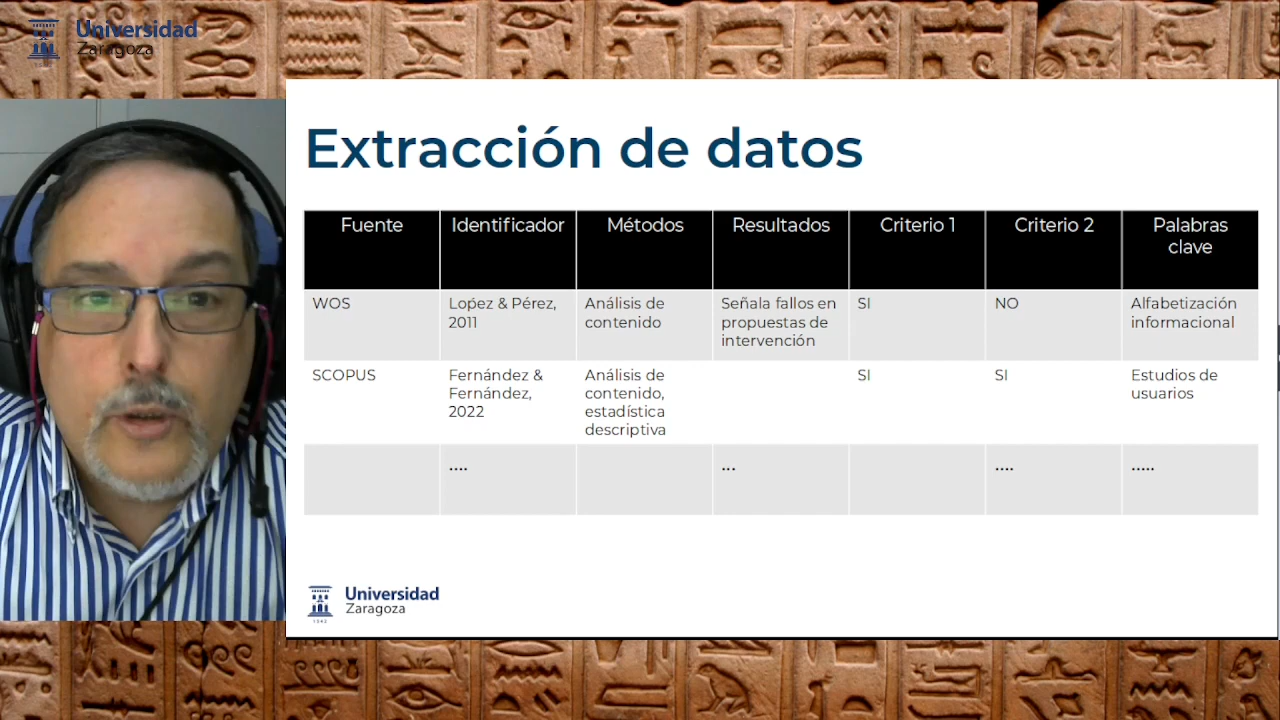 Universidad
Zaragoza
Extracción de datos
Fuente
Identificador
Métodos
Resultados
Criterio 1
Criterio 2
Palabras
clave
WOS
Lopez & Pérez,
2011
Análisis de
contenido
Señala fallos en
propuestas de
intervención
SI
NO
Alfabetización
informacional
SCOPUS
Fernández &
Fernández,
2022
Análisis de
contenido,
estadística
descriptiva
SI
SI
Estudios de
usuarios
....
...
....
.....
Universidad
Zaragoza
1542